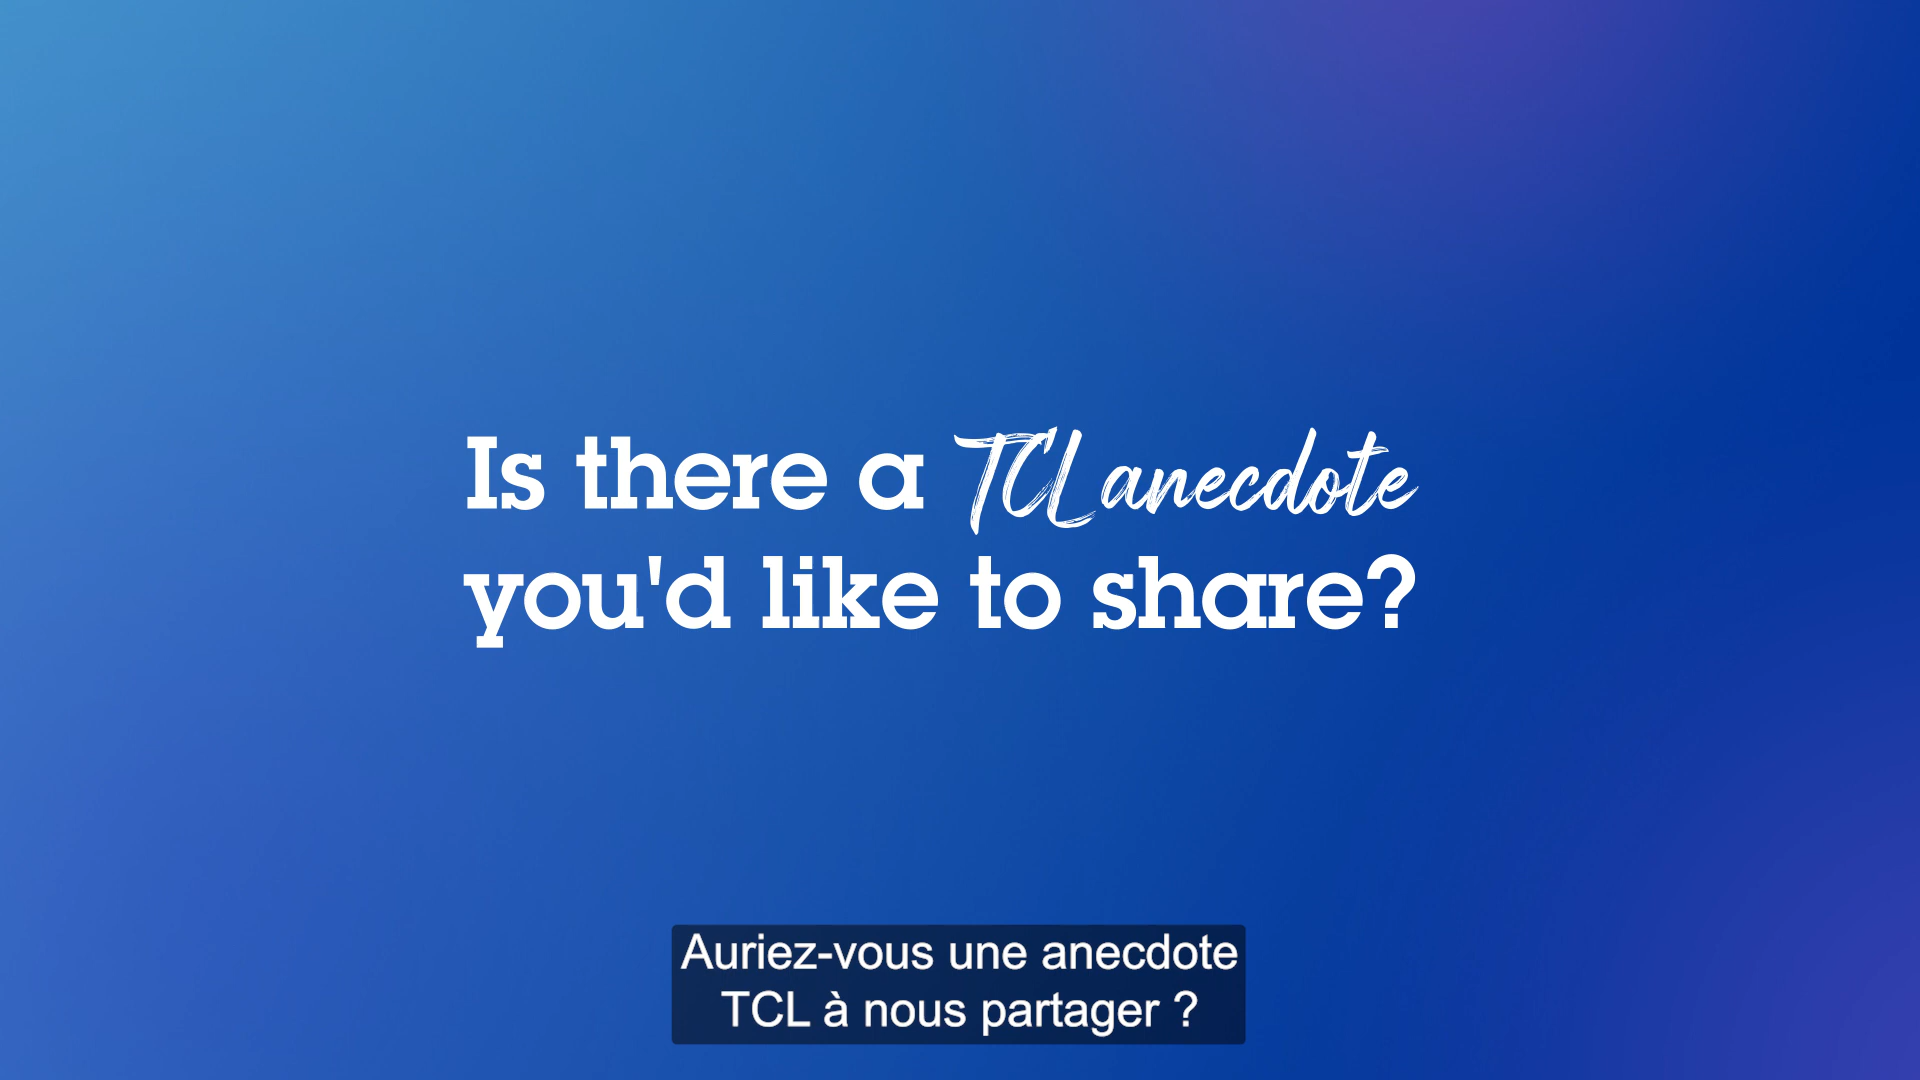 Is there a TCL anecdote
you'd like to share?
Auriez-vous une anecdote
TCL à nous partager ?